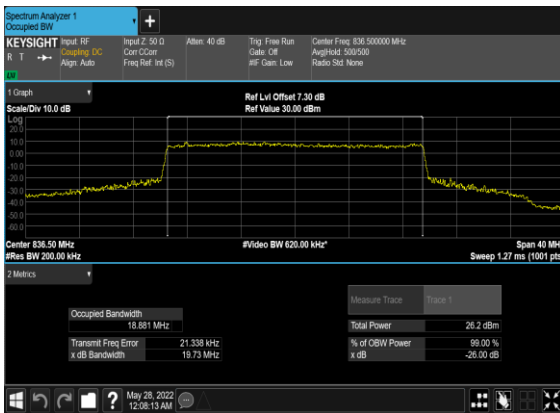 Spectrum Analyzer 1
Occupied BW
+
KEYSIGHT Input: RF Input Z: 50 Ω Atten: 40 dB Trig: Free Run Center Freq: 836.500000 MHz
R T Coupling: DC Corr CCorr Gate: Off Avg|Hold: 500/500
Align: Auto Freq Ref: Int (S) #IF Gain: Low Radio Std: None
LV
1 Graph
Ref Lvl Offset 7.30 dB
Scale/Div 10.0 dB Ref Value 30.00 dBm
Log
20.0
10.0
0.00
-10.0
-20.0
-30.0
-40.0
-50.0
-60.0
Center 836.50 MHz #Video BW 620.00 kHz* Span 40 MH
#Res BW 200.00 kHz Sweep 1.27 ms (1001 pts
2 Metrics
Measure Trace Trace 1
Occupied Bandwidth
18.881 MHz Total Power 26.2 dBm
Transmit Freq Error 21.338 kHz % of OBW Power 99.00 %
x dB Bandwidth 19.73 MHz x dB -26.00 dB
? May 28, 2022
12:08:13 AM